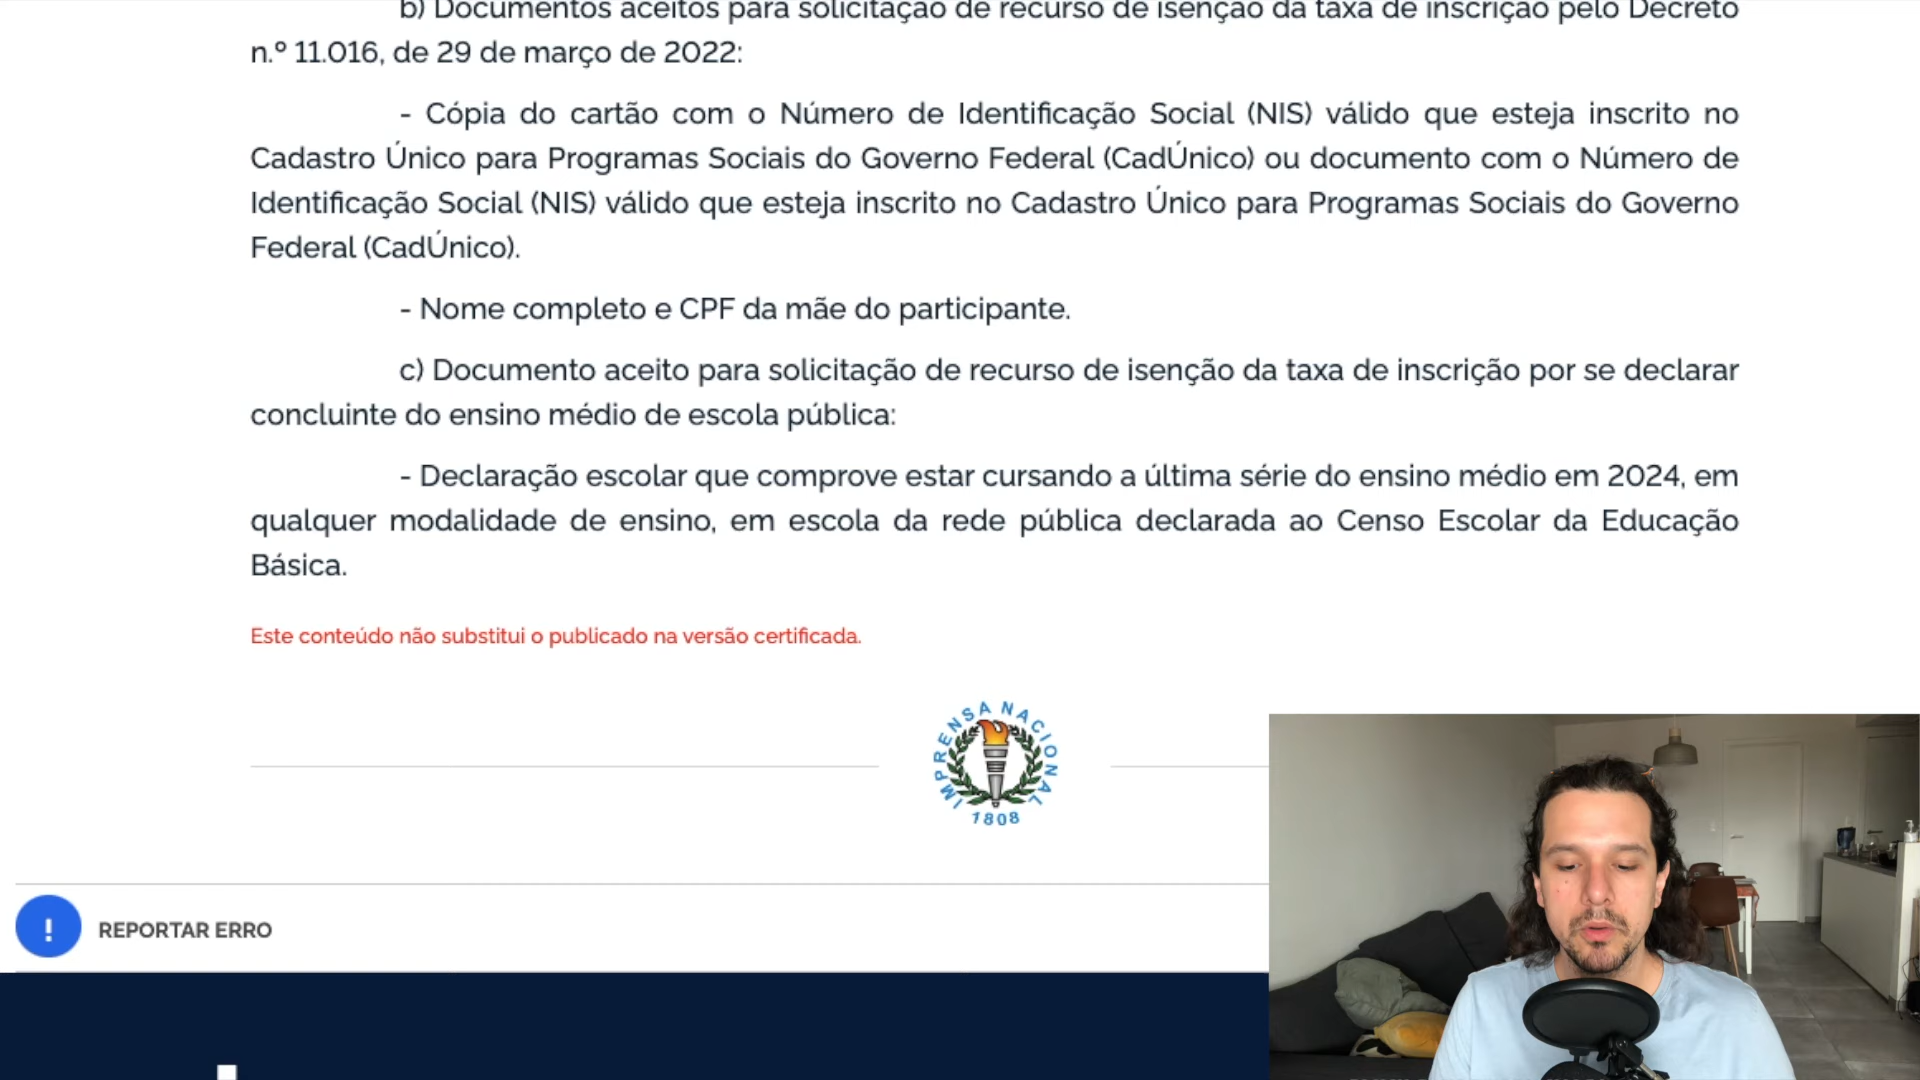 b) Documentos aceitos para solicitação de recurso de isenção da taxa de inscrição pelo Decreto
n.º 11.016, de 29 de março de 2022:
- Cópia do cartão com o Número de Identificação Social (NIS) válido que esteja inscrito no
Cadastro Único para Programas Sociais do Governo Federal (CadÚnico) ou documento com o Número de
Identificação Social (NIS) válido que esteja inscrito no Cadastro Único para Programas Sociais do Governo
Federal (CadÚnico).
- Nome completo e CPF da mãe do participante.
c) Documento aceito para solicitação de recurso de isenção da taxa de inscrição por se declarar
concluinte do ensino médio de escola pública:
- Declaração escolar que comprove estar cursando a última série do ensino médio em 2024, em
qualquer modalidade de ensino, em escola da rede pública declarada ao Censo Escolar da Educação
Básica.
Este conteúdo não substitui o publicado na versão certificada.
IMPRENSA NACIONAL
1808
! REPORTAR ERRO